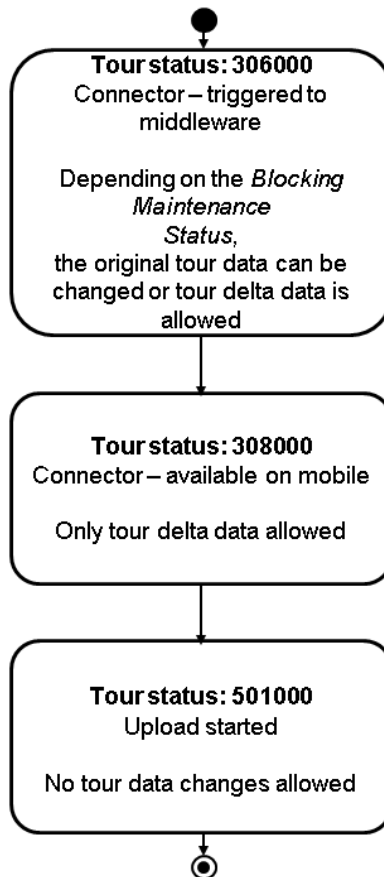 Tour status: 306000
Connector – triggered to
middleware
Depending on the Blocking
Maintenance
Status,
the original tour data can be
changed or tour delta data is
allowed
Tour status: 308000
Connector – available on mobile
Only tour delta data allowed
Tour status: 501000
Upload started
No tour data changes allowed